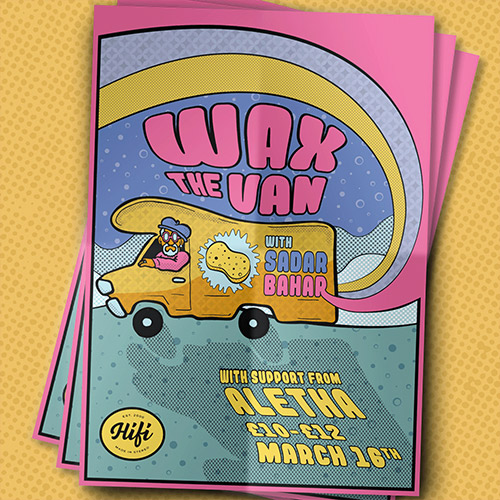 WAX
THE VAN
WITH
SADAR
BAHAR
WITH SUPPORT FROM
ALETHA
£10-£12
MARCH 16TH
EST. 2000
Hifi
MADE IN STEREO